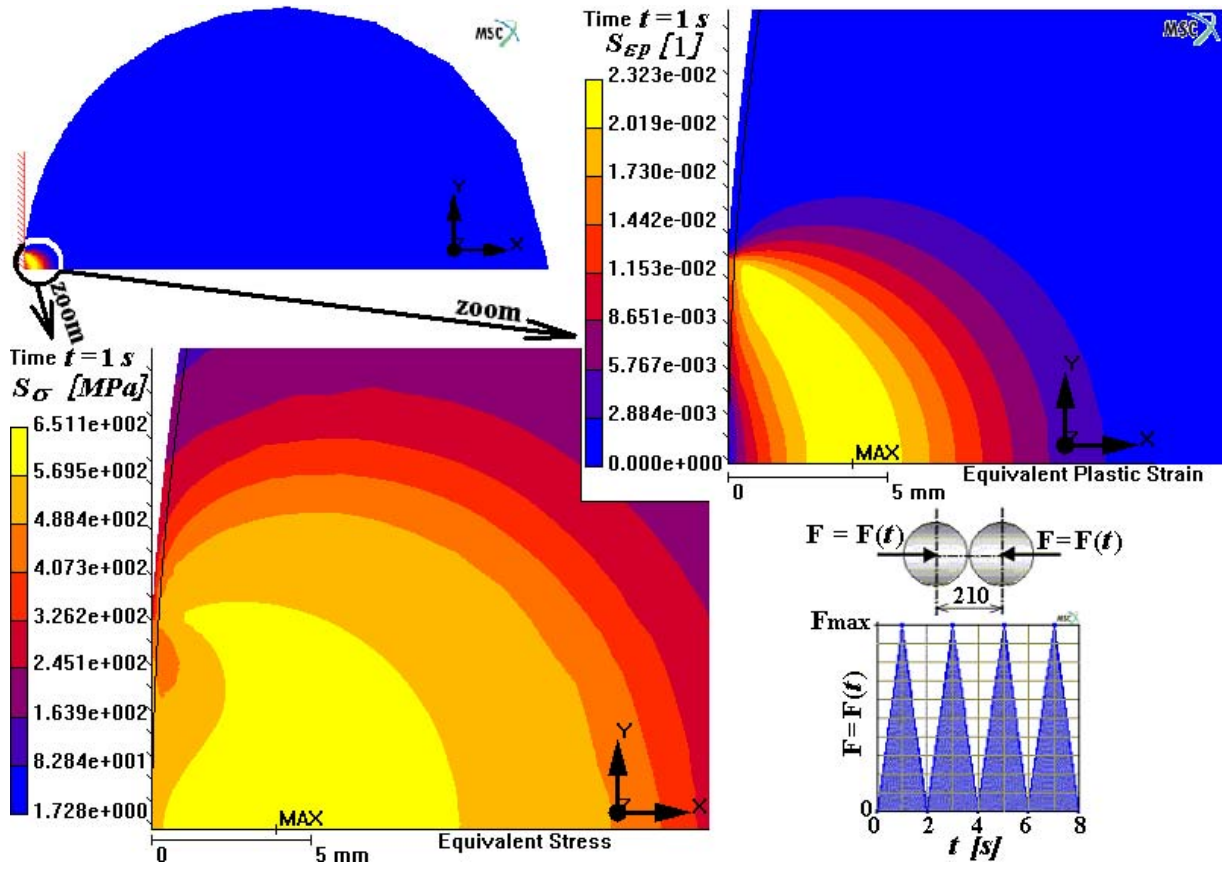 MSC
Y
Z X
zoom
zoom
Time t = 1 s
Sεp [1]
2.323e-002
2.019e-002
1.730e-002
1.442e-002
1.153e-002
8.651e-003
5.767e-003
2.884e-003
0.000e+000
MSC
Y
Z X
MAX
0 5 mm
Equivalent Plastic Strain
Time t = 1 s
Sσ [MPa]
6.511e+002
5.695e+002
4.884e+002
4.073e+002
3.262e+002
2.451e+002
1.639e+002
8.284e+001
1.728e+000
Y
Z X
MAX
0 5 mm
Equivalent Stress
F = F(t)
F = F(t)
210
Fmax
MSC
F = F(t)
0
0 2 4 6 8
t [s]